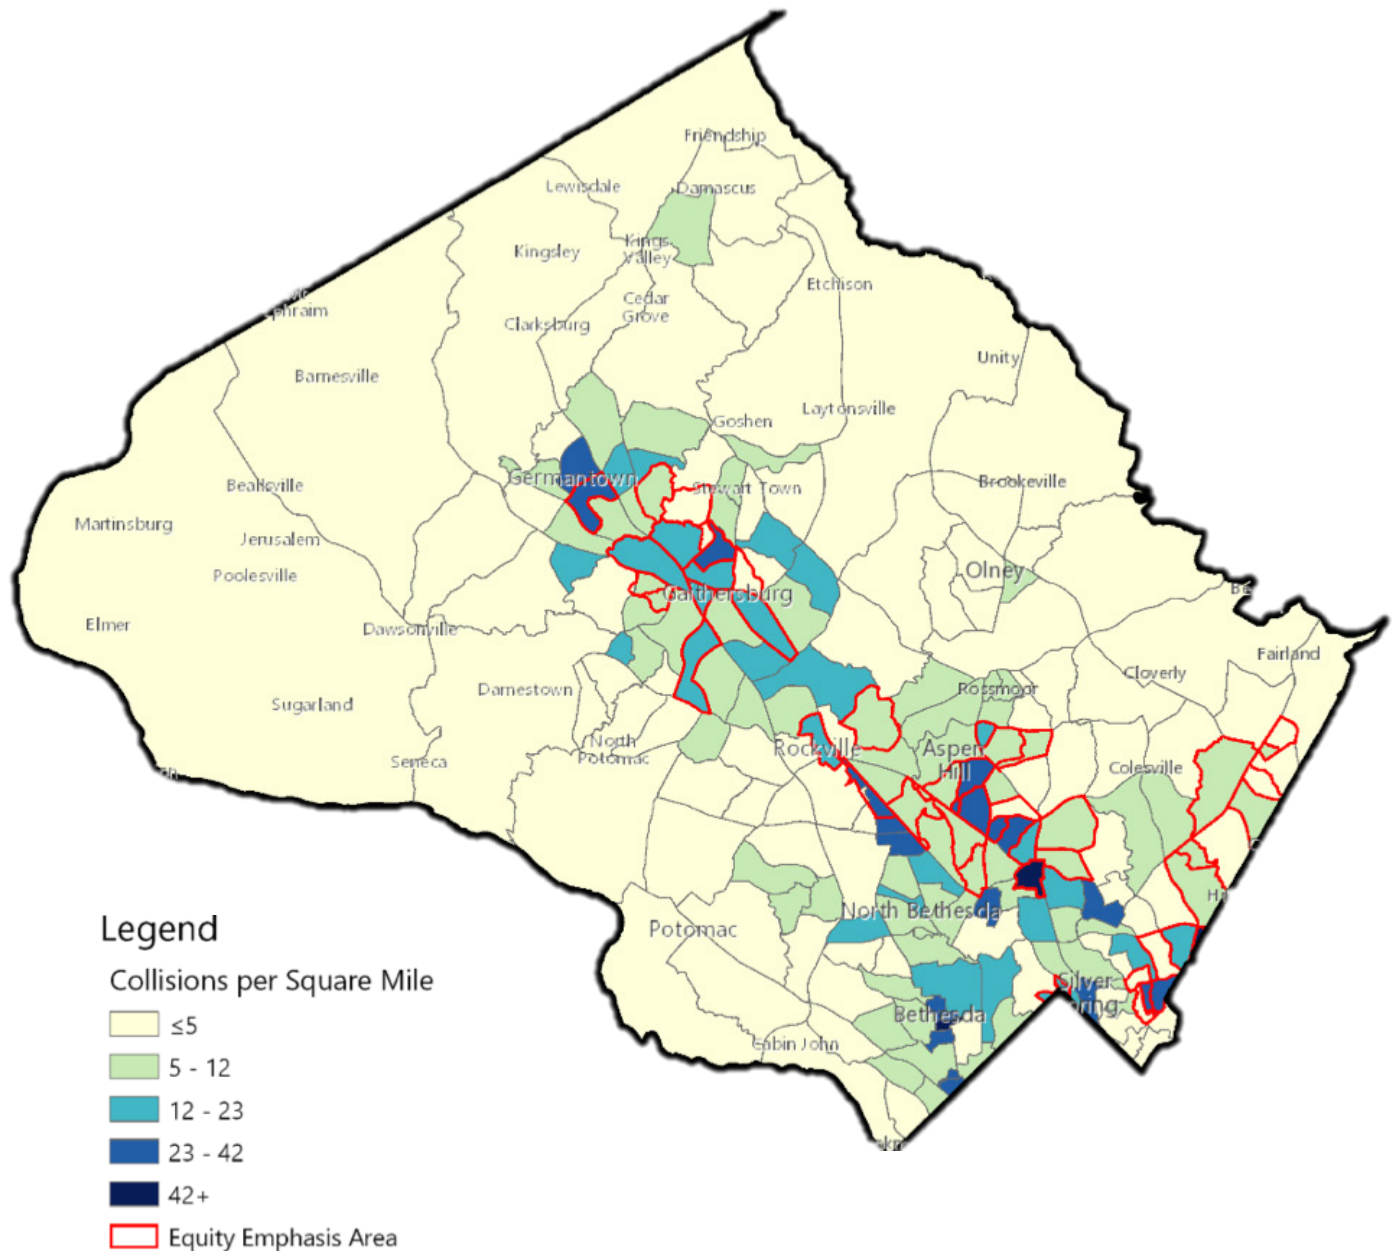 Friendship
Lewisdale
Damascus
Kings
Valley
Kingsley
Etchison
Cedar
Grove
Clarksburg
Unity
Barnesville
Laytonsville
Goshen
Germantown
Stewart Town
Brookeville
Beallsville
Martinsburg
Jerusalem
Olney
Poolesville
Gaithersburg
Elmer
Dawsonville
Fairland
Cloverly
Darnestown
Rossmoor
Sugarland
North
Potomac
Rockville
Aspen
Hill
Seneca
Colesville
North Bethesda
Potomac
Silver
Spring
Bethesda
Cabin John
Legend
Collisions per Square Mile
≤5
5 - 12
12 - 23
23 - 42
42+
Equity Emphasis Area